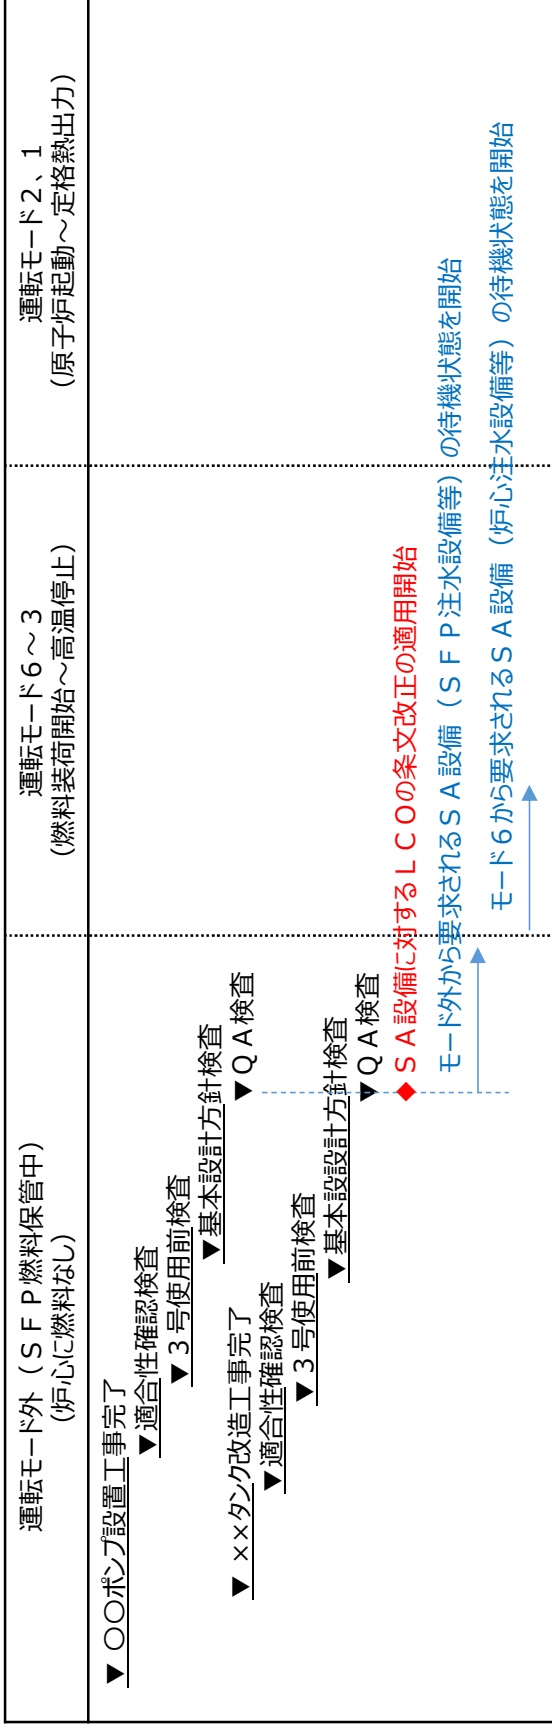 運転モード外（ＳＦＰ燃料保管中）
（炉心に燃料なし）
運転モード６～３
（燃料装荷開始～高温停止）
運転モード２、１
（原子炉起動～定格熱出力）
▼ ○○ポンプ設置工事完了
▼適合性確認検査
▼３号使用前検査
▼基本設計方針検査
▼ＱＡ検査
▼ ××タンク改造工事完了
▼適合性確認検査
▼３号使用前検査
▼基本設設計方針検査
▼ＱＡ検査
◆ＳＡ設備に対するＬＣＯの条文改正の適用開始
モード外から要求されるＳＡ設備（ＳＦＰ注水設備等）の待機状態を開始
モード６から要求されるＳＡ設備（炉心注水設備等）の待機状態を開始